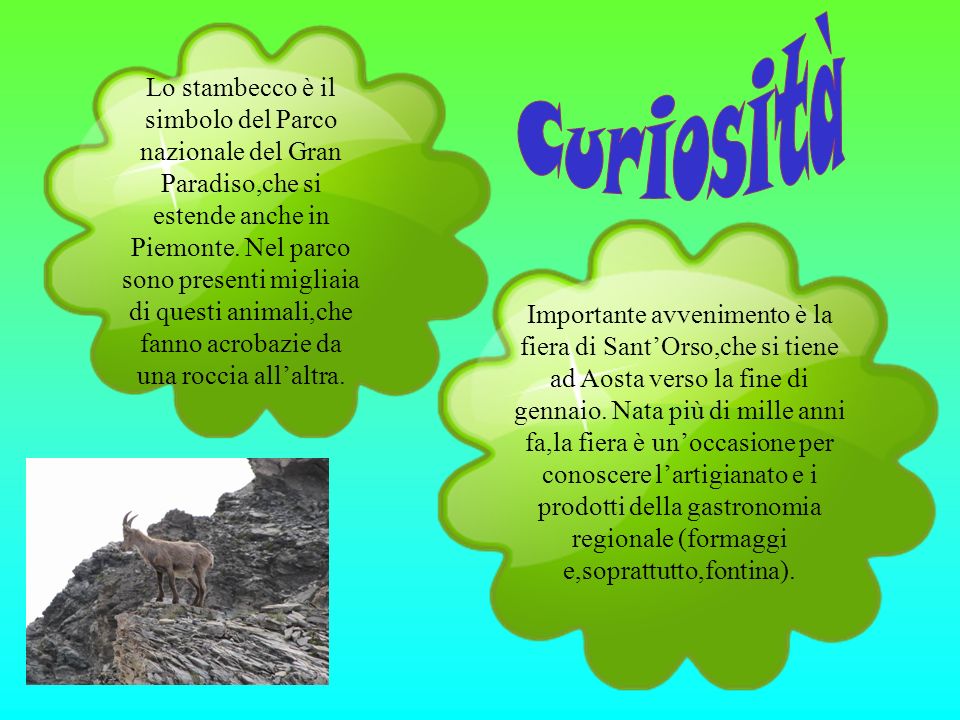 Curiosità
Lo stambecco è il
simbolo del Parco
nazionale del Gran
Paradiso,che si
estende anche in
Piemonte. Nel parco
sono presenti migliaia
di questi animali,che
fanno acrobazie da
una roccia all’altra.
Importante avvenimento è la
fiera di Sant’Orso,che si tiene
ad Aosta verso la fine di
gennaio. Nata più di mille anni
fa,la fiera è un’occasione per
conoscere l’artigianato e i
prodotti della gastronomia
regionale (formaggi
e,soprattutto,fontina).